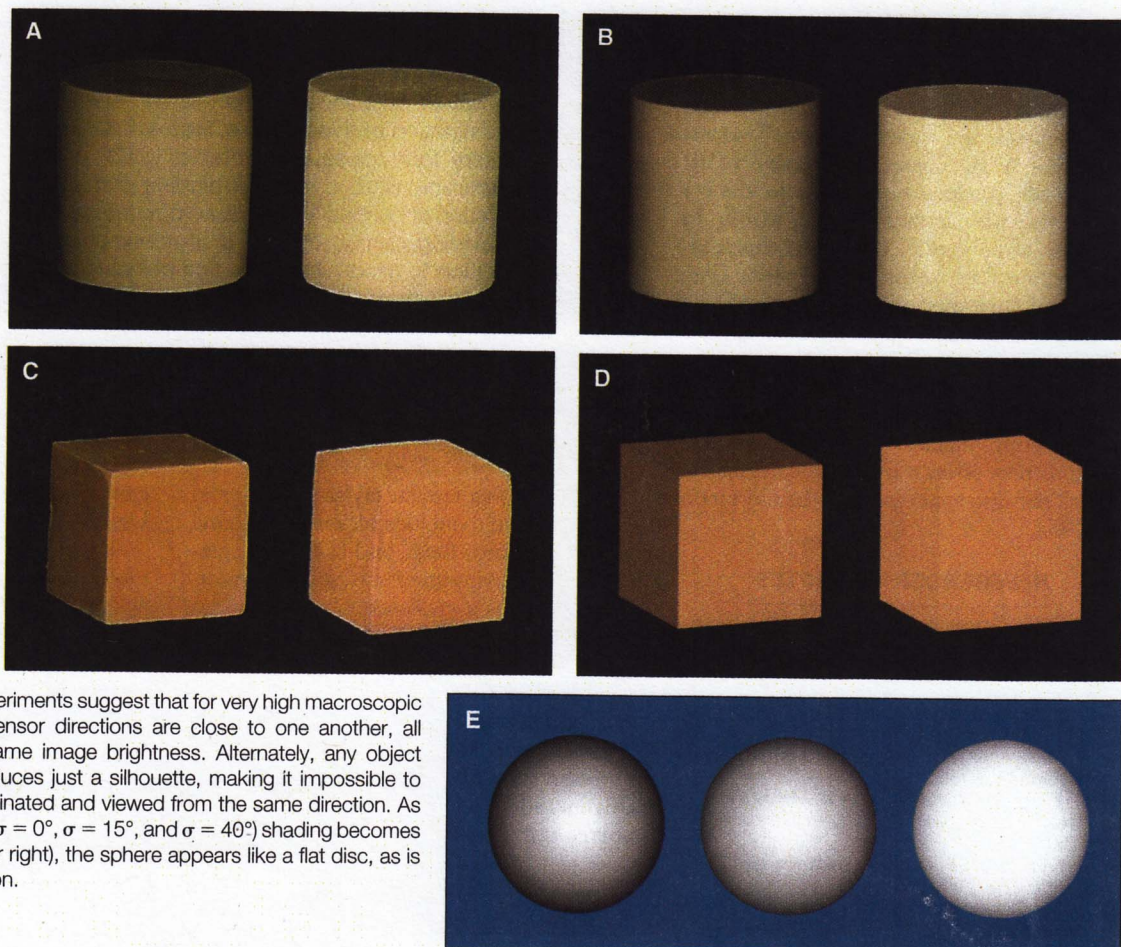 A
B
C
D
eriments suggest that for very high macroscopic
ensor directions are close to one another, all
ame image brightness. Alternately, any object
uces just a silhouette, making it impossible to
inated and viewed from the same direction. As
σ = 0°, σ = 15°, and σ = 40°) shading becomes
r right), the sphere appears like a flat disc, as is
on.
E